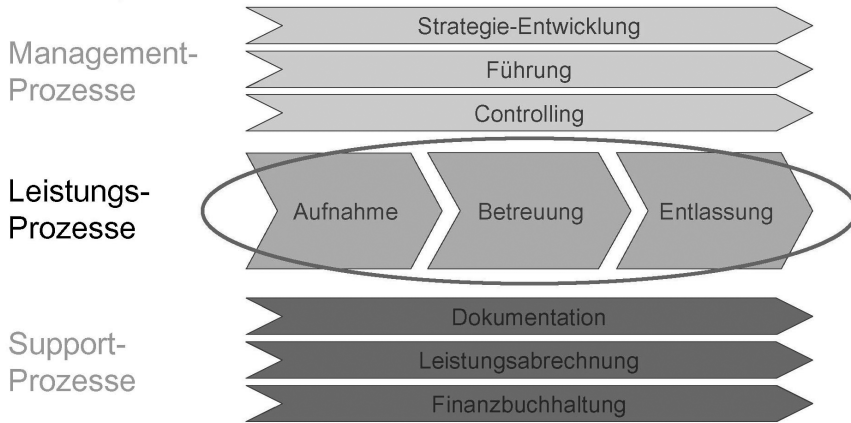 Management-
Prozesse
Strategie-Entwicklung
Führung
Controlling
Leistungs-
Prozesse
Aufnahme
Betreuung
Entlassung
Support-
Prozesse
Dokumentation
Leistungsabrechnung
Finanzbuchhaltung